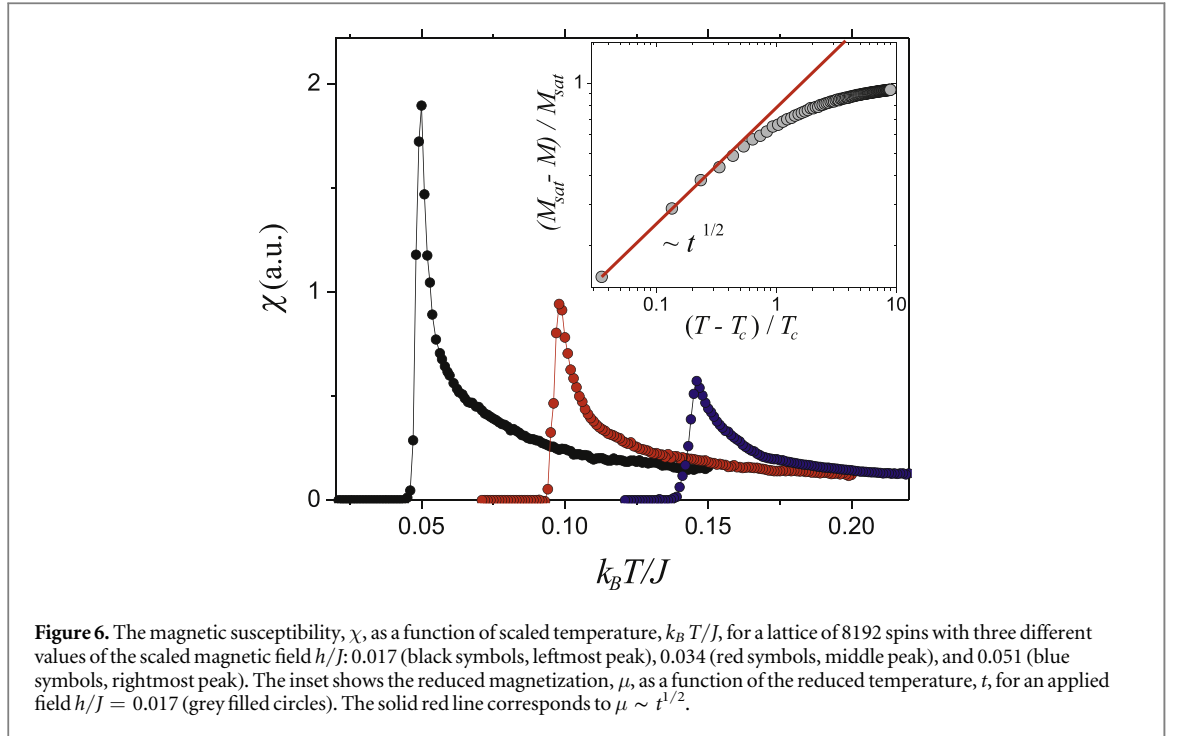 2
1
0
χ (a.u.)
0.05 0.10 0.15 0.20
k_B T/J
1
(M_sat - M) / M_sat
~ t^1/2
0.1 1 10
(T - T_c) / T_c
Figure 6. The magnetic susceptibility, χ, as a function of scaled temperature, k_B T/J, for a lattice of 8192 spins with three different
values of the scaled magnetic field h/J: 0.017 (black symbols, leftmost peak), 0.034 (red symbols, middle peak), and 0.051 (blue
symbols, rightmost peak). The inset shows the reduced magnetization, μ, as a function of the reduced temperature, t, for an applied
field h/J = 0.017 (grey filled circles). The solid red line corresponds to μ ~ t^1/2.